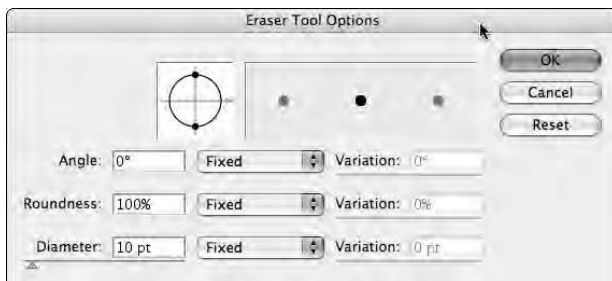 Eraser Tool Options
OK
Cancel
Reset
Angle: 0° Fixed Variation: 0°
Roundness: 100% Fixed Variation: 0%
Diameter: 10 pt Fixed Variation: 0 pt